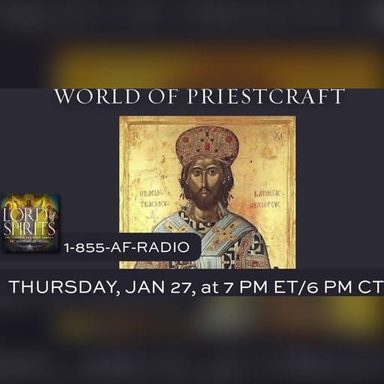 WORLD OF PRIESTCRAFT
LORD of
SPIRITS
1-855-AF-RADIO
THURSDAY, JAN 27, at 7 PM ET/6 PM CT